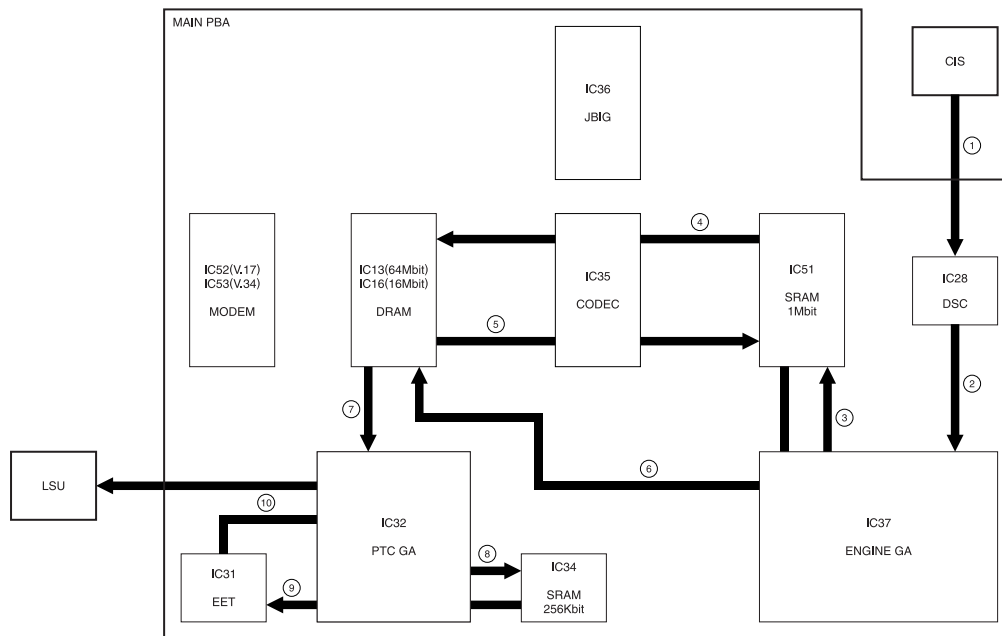 MAIN PBA
CIS
IC36
JBIG
1
IC52(V.17)
IC53(V.34)
MODEM
IC13(64Mbit)
IC16(16Mbit)
DRAM
IC35
CODEC
4
5
IC51
SRAM
1Mbit
IC28
DSC
2
7
3
6
LSU
10
IC32
PTC GA
IC37
ENGINE GA
8
IC31
EET
9
IC34
SRAM
256Kbit